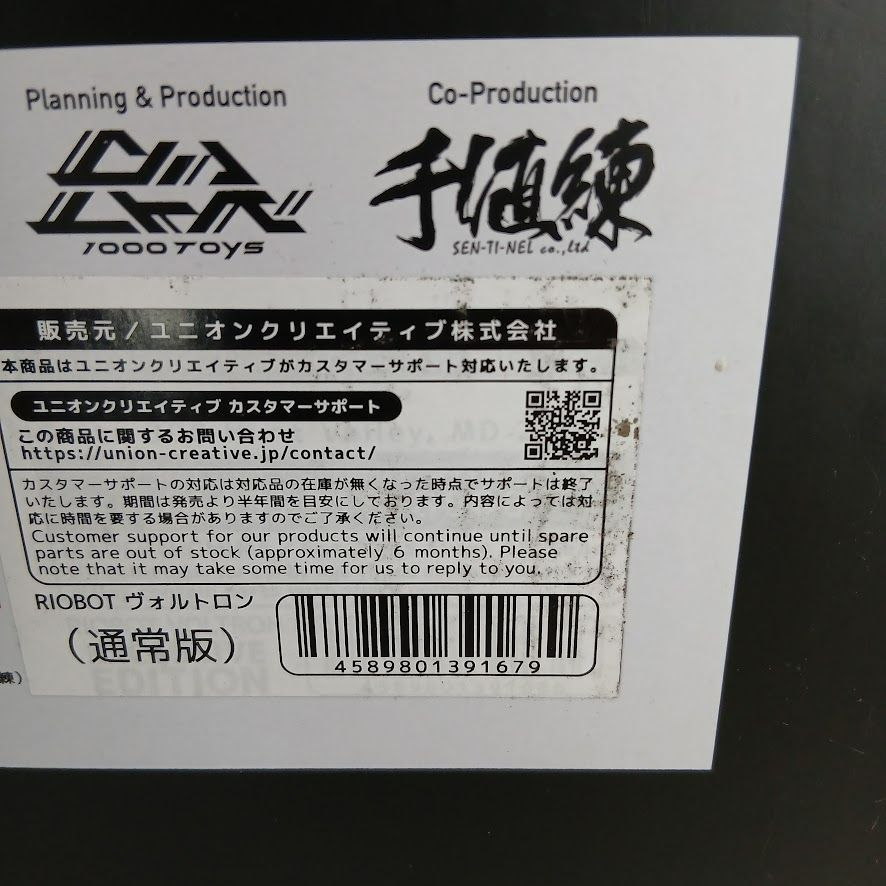 Planning & Production
Co-Production
1000TOYS
千値練
SEN-TI-NEL co.,ltd
販売元/ユニオンクリエイティブ株式会社
本商品はユニオンクリエイティブがカスタマーサポート対応いたします。
ユニオンクリエイティブ カスタマーサポート
この商品に関するお問い合わせ
https://union-creative.jp/contact/
カスタマーサポートの対応は対応品の在庫が無くなった時点でサポートは終了
いたします。期間は発売より半年間を目安にしております。内容によっては対
応に時間を要する場合がありますのでご了承ください。
Customer support for our products will continue until spare
parts are out of stock (approximately 6 months). Please
note that it may take some time for us to reply to you.
RIOBOT ヴォルトロン
(通常版)
4589801391679
練)
EDITION